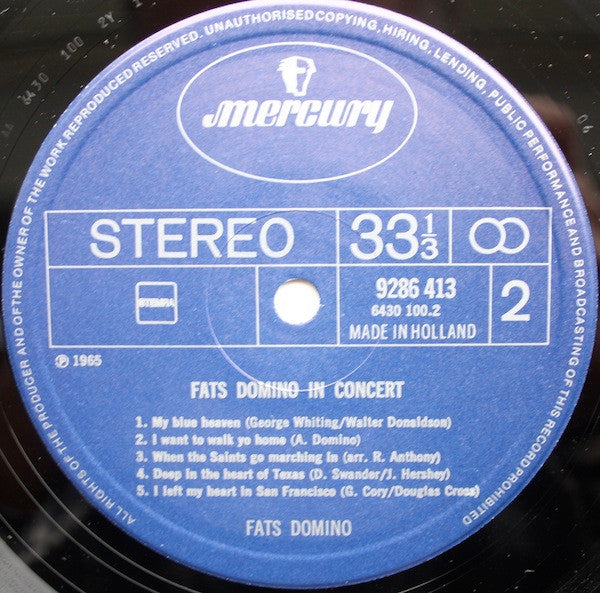 ALL RIGHTS OF THE PRODUCER AND OF THE OWNER OF THE WORK REPRODUCED RESERVED. UNAUTHORISED COPYING, HIRING, LENDING, PUBLIC PERFORMANCE AND BROADCASTING OF THIS RECORD PROHIBITED
mercury
STEREO
33 1/3
STEMRA
9286 413
6430 100.2
MADE IN HOLLAND
2
Ⓟ 1965
FATS DOMINO IN CONCERT
1. My blue heaven (George Whiting/Walter Donaldson)
2. I want to walk yo home (A. Domino)
3. When the Saints go marching in (arr. R. Anthony)
4. Deep in the heart of Texas (D. Swander/J. Hershey)
5. I left my heart in San Francisco (G. Cory/Douglas Cross)
FATS DOMINO